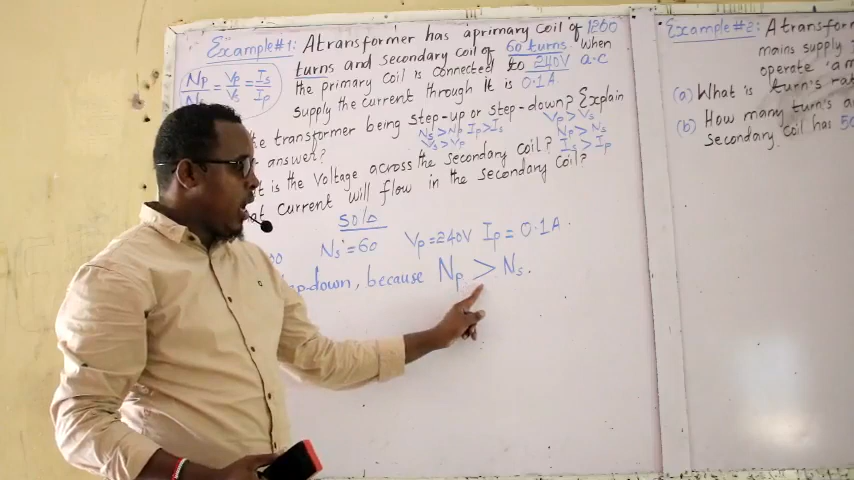 Example#1: A transformer has a primary coil of 1200
turns and secondary coil of 60 turns. When
the primary coil is connected to 240V a.c
supply the current through it is 0.1A
Np/Ns = Vp/Vs = Is/Ip
the transformer being step-up or step-down? Explain
answer?
Ns > Np Ip > Is
Vs > Vp
Vp > Vs
Np > Ns
Is > Ip
is the Voltage across the secondary coil?
current will flow in the secondary coil?
Soln
Ns = 60 Vp = 240V Ip = 0.1A.
down, because Np > Ns.
Example#2: A transfor
mains supply
operate a
(a) What is turn's ra
(b) How many turn's a
secondary coil has 50